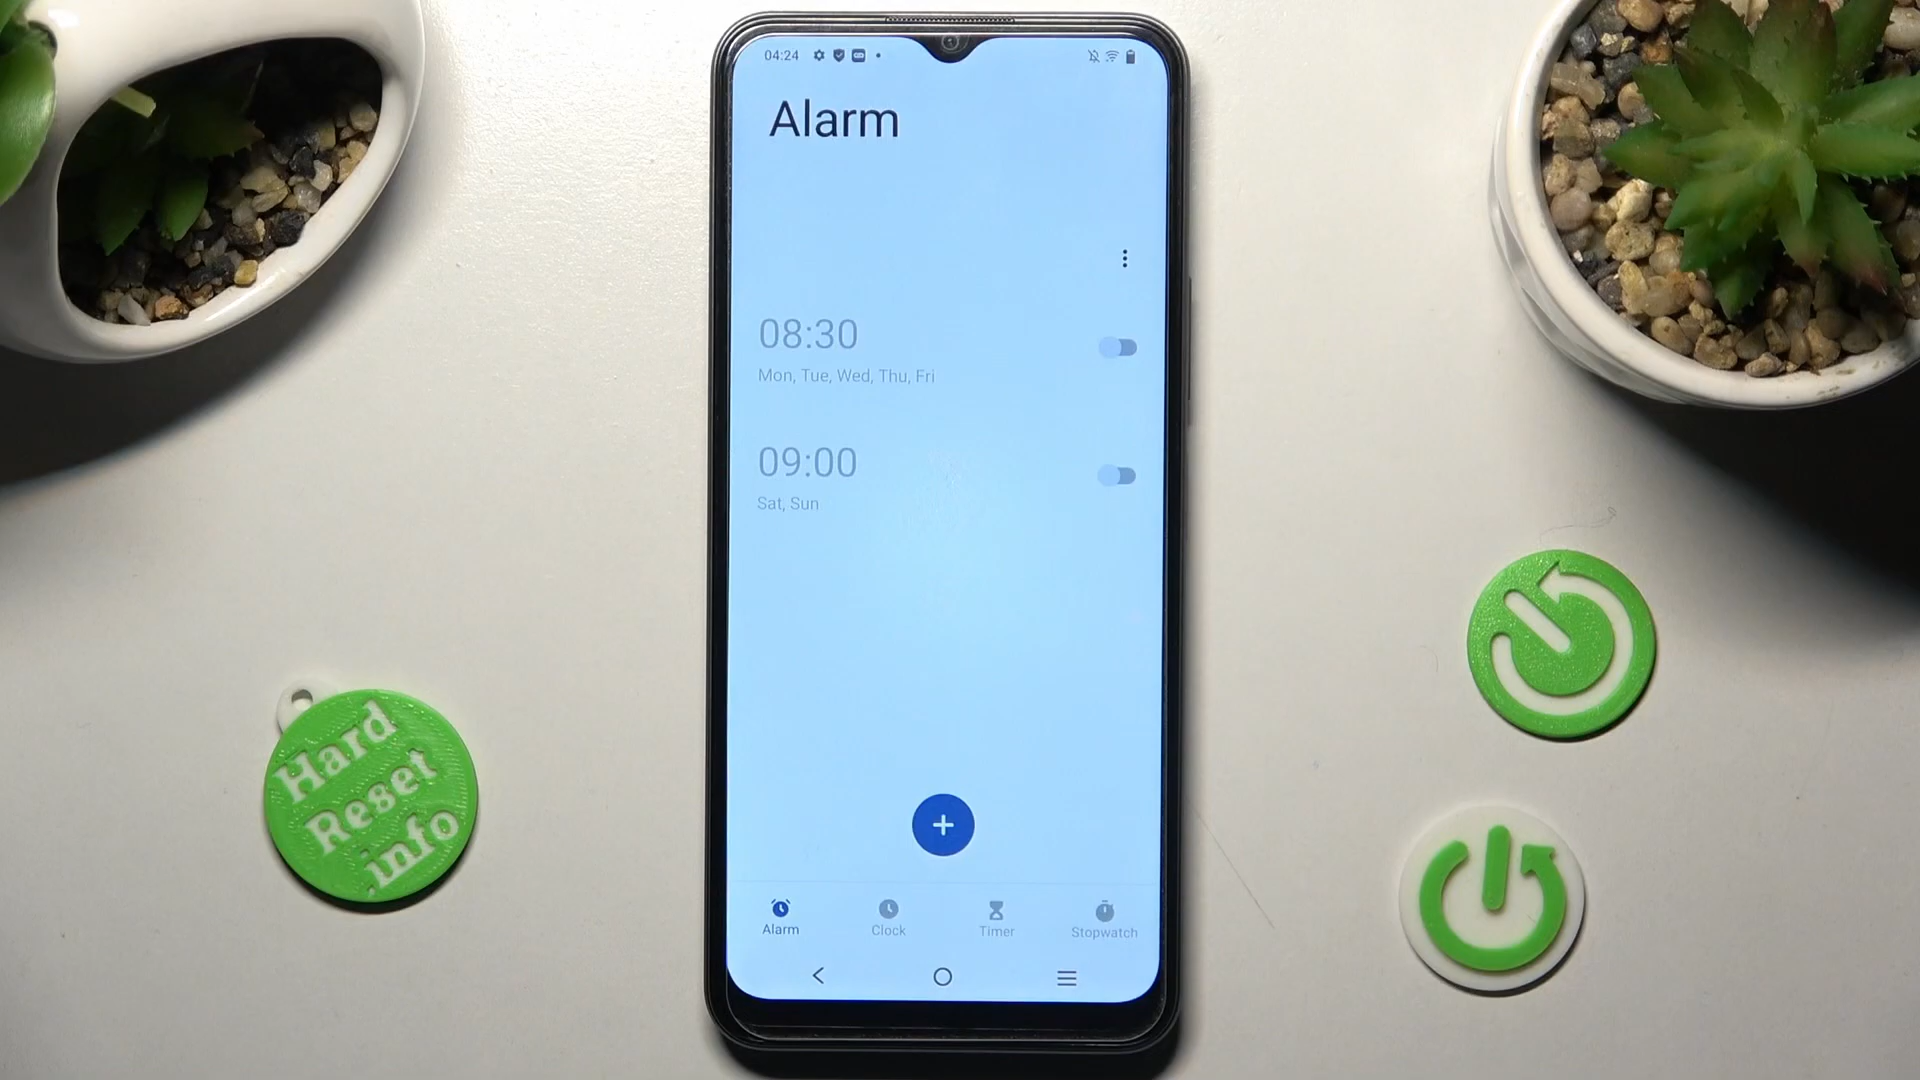 04:24
Alarm
08:30
Mon, Tue, Wed, Thu, Fri
09:00
Sat, Sun
Alarm
Clock
Timer
Stopwatch
Hard
Reset
.info